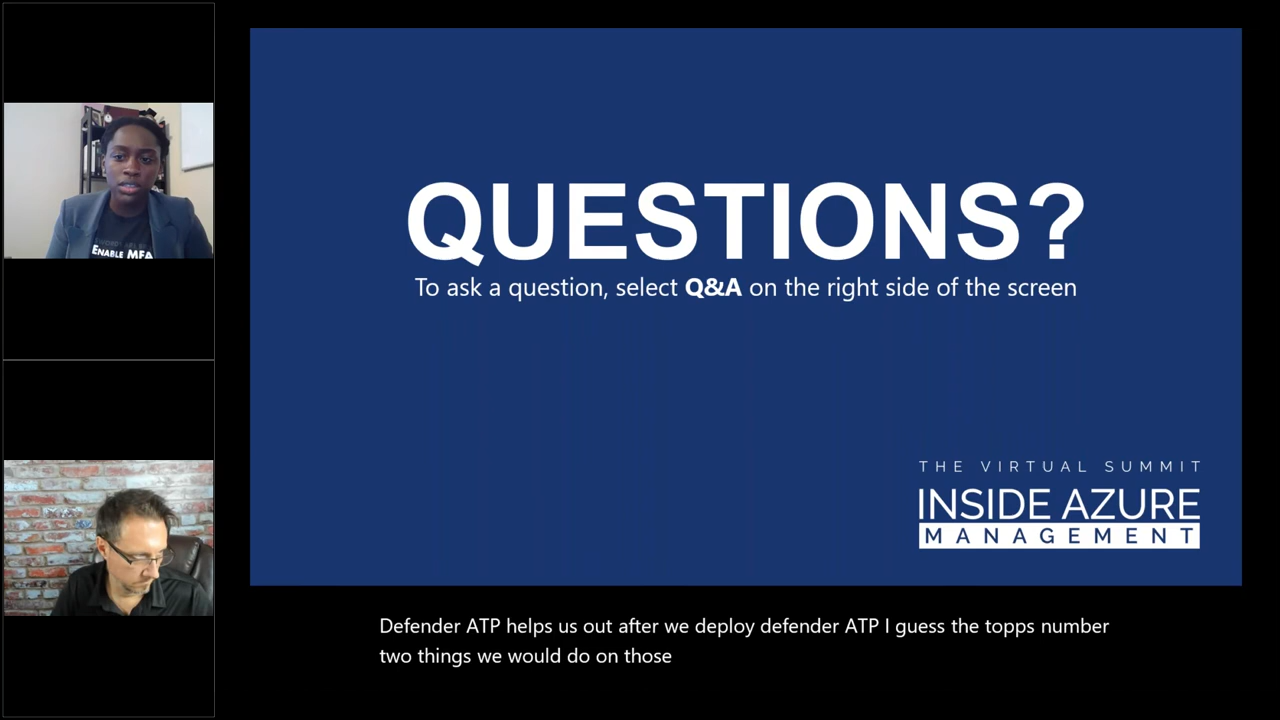 ENABLE MFA
QUESTIONS?
To ask a question, select Q&A on the right side of the screen
THE VIRTUAL SUMMIT
INSIDE AZURE
MANAGEMENT
Defender ATP helps us out after we deploy defender ATP I guess the topps number
two things we would do on those